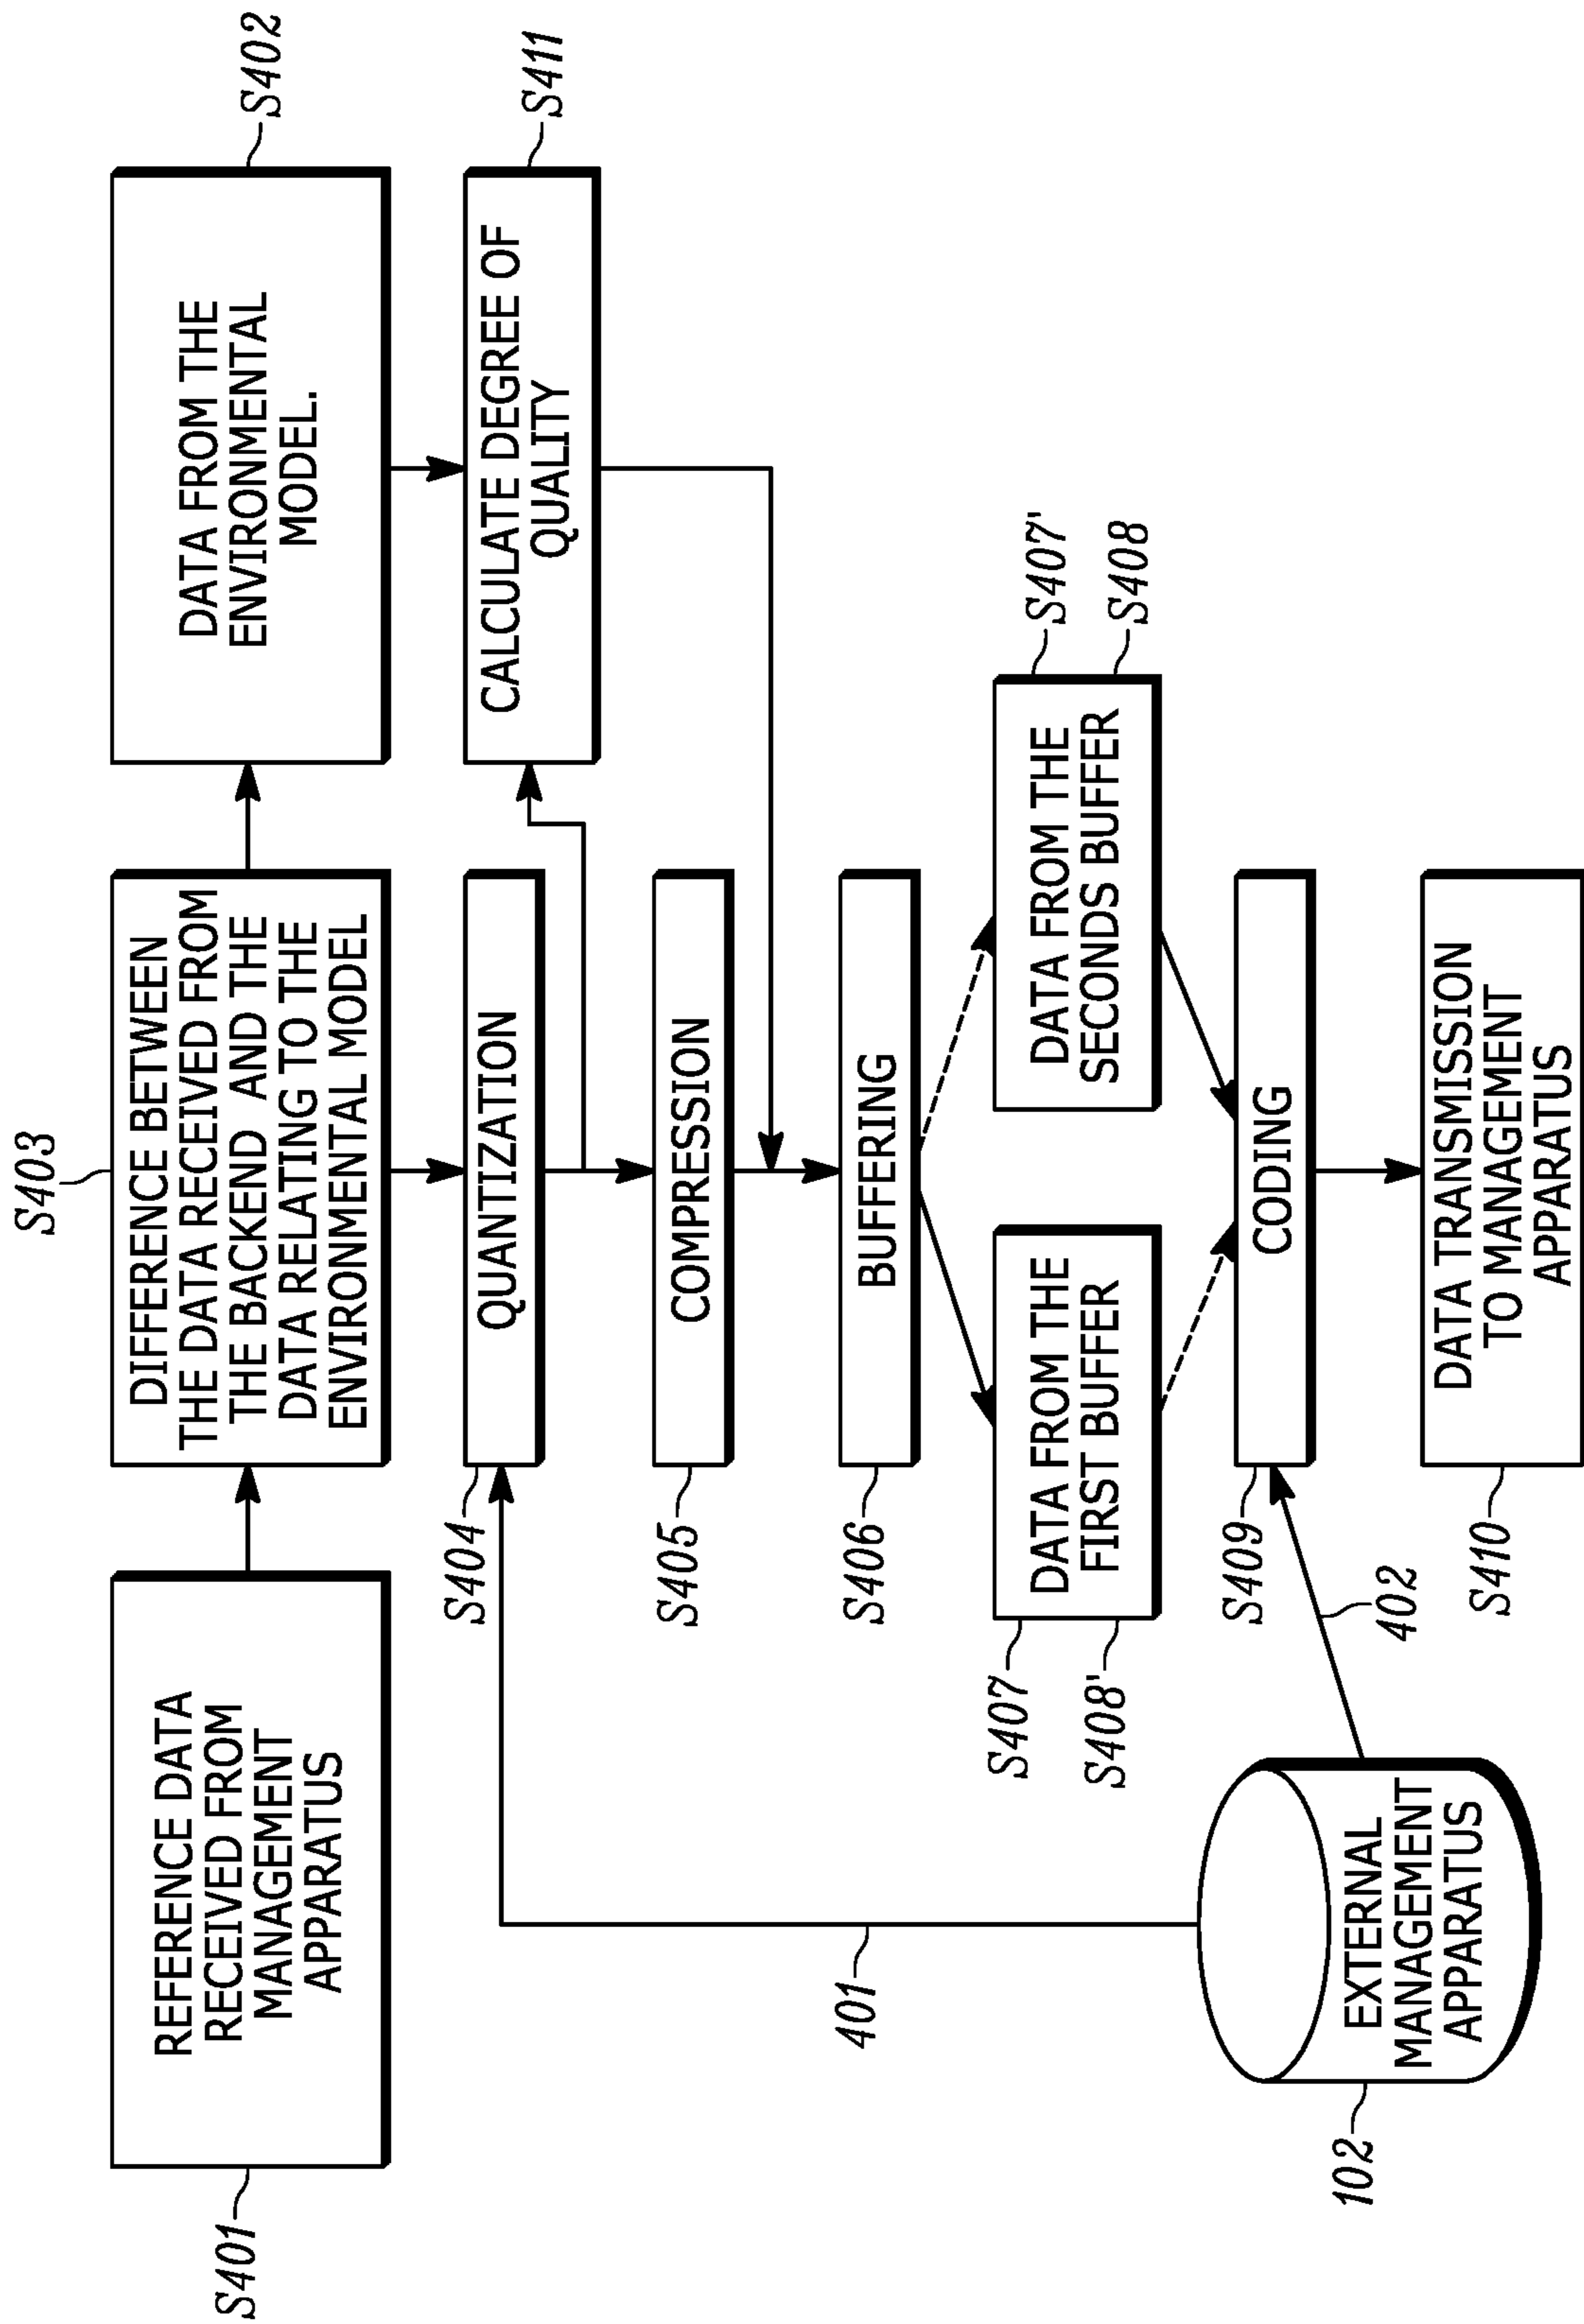 S401
REFERENCE DATA
RECEIVED FROM
MANAGEMENT
APPARATUS
S403
DIFFERENCE BETWEEN
THE DATA RECEIVED FROM
THE BACKEND AND THE
DATA RELATING TO THE
ENVIRONMENTAL MODEL
DATA FROM THE
ENVIRONMENTAL
MODEL.
S402
S404
QUANTIZATION
CALCULATE DEGREE OF
QUALITY
S411
S405
COMPRESSION
401
S406
BUFFERING
S407
S408'
DATA FROM THE
FIRST BUFFER
DATA FROM THE
SECONDS BUFFER
S407'
S408
102
EXTERNAL
MANAGEMENT
APPARATUS
402
S409
CODING
S410
DATA TRANSMISSION
TO MANAGEMENT
APPARATUS